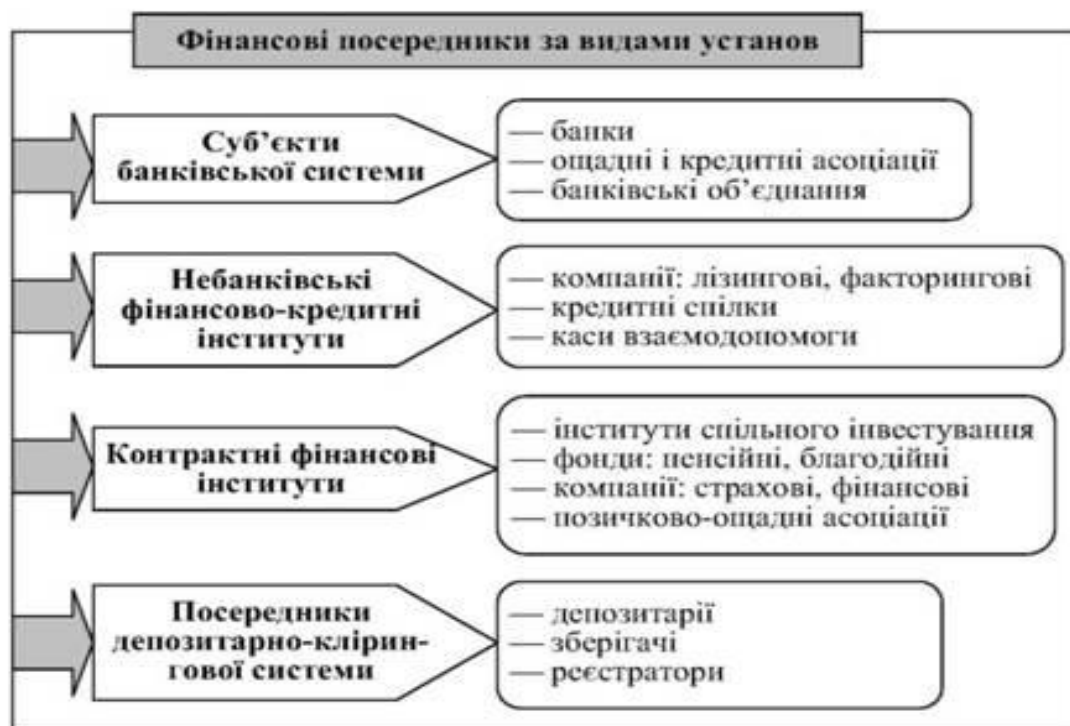 Фінансові посередники за видами установ
Суб’єкти
банківської системи
— банки
— ощадні і кредитні асоціації
— банківські об’єднання
Небанківські
фінансово-кредитні
інститути
— компанії: лізингові, факторингові
— кредитні спілки
— каси взаємодопомоги
Контрактні фінансові
інститути
— інститути спільного інвестування
— фонди: пенсійні, благодійні
— компанії: страхові, фінансові
— позичково-ощадні асоціації
Посередники
депозитарно-клірин-
гової системи
— депозитарії
— зберігачі
— реєстратори